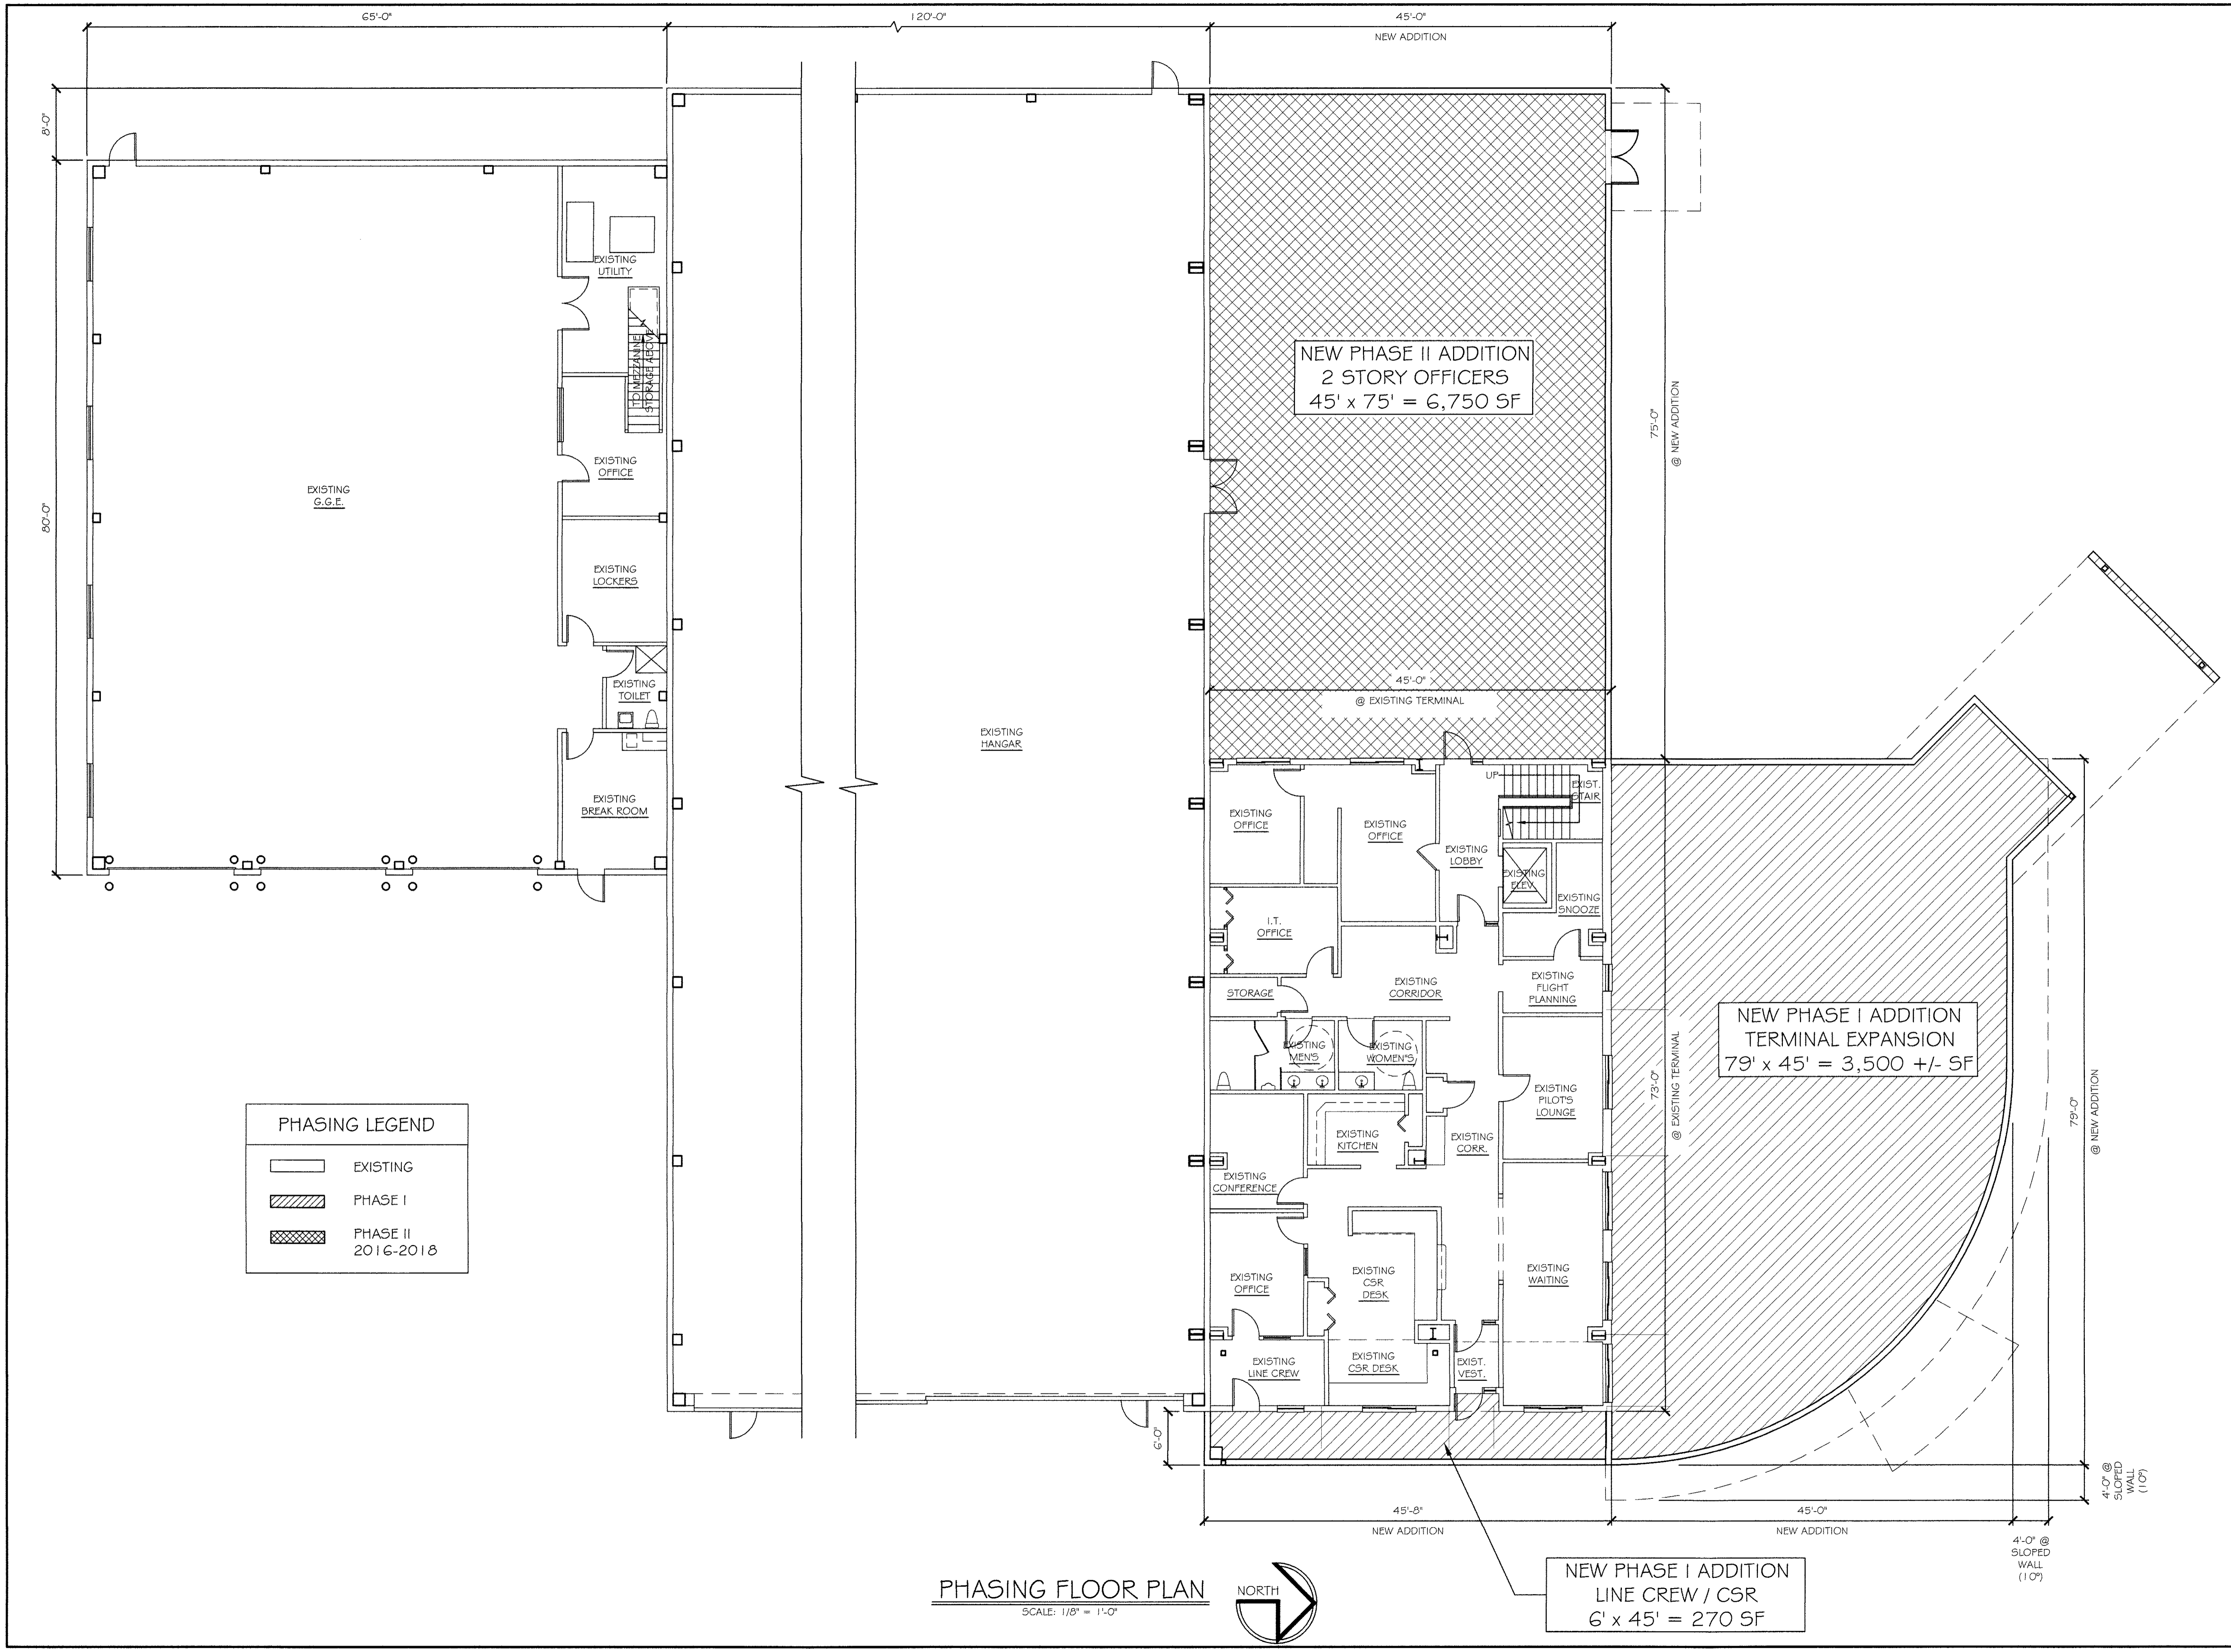 65'-0"
120'-0"
45'-0"
NEW ADDITION
8'-0"
80'-0"
EXISTING
UTILITY
TO MEZZANINE
STORAGE ABOVE
EXISTING
OFFICE
EXISTING
G.G.E.
EXISTING
LOCKERS
EXISTING
TOILET
EXISTING
BREAK ROOM
EXISTING
HANGAR
NEW PHASE II ADDITION
2 STORY OFFICERS
45' x 75' = 6,750 SF
75'-0"
@ NEW ADDITION
45'-0"
@ EXISTING TERMINAL
EXISTING
OFFICE
EXISTING
OFFICE
EXISTING
LOBBY
UP
EXIST.
STAIR
EXISTING
ELEV.
EXISTING
SNOOZE
I.T.
OFFICE
STORAGE
EXISTING
CORRIDOR
EXISTING
FLIGHT
PLANNING
EXISTING
MEN'S
EXISTING
WOMEN'S
EXISTING
PILOT'S
LOUNGE
EXISTING
KITCHEN
EXISTING
CORR.
EXISTING
CONFERENCE
EXISTING
OFFICE
EXISTING
CSR
DESK
EXISTING
WAITING
EXISTING
LINE CREW
EXISTING
CSR DESK
EXIST.
VEST.
73'-0"
@ EXISTING TERMINAL
NEW PHASE I ADDITION
TERMINAL EXPANSION
79' x 45' = 3,500 +/- SF
79'-0"
@ NEW ADDITION
4'-0" @
SLOPED
WALL
(10°)
6'-0"
45'-8"
NEW ADDITION
45'-0"
NEW ADDITION
4'-0" @
SLOPED
WALL
(10°)
PHASING LEGEND
EXISTING
PHASE I
PHASE II
2016-2018
PHASING FLOOR PLAN
SCALE: 1/8" = 1'-0"
NORTH
NEW PHASE I ADDITION
LINE CREW / CSR
6' x 45' = 270 SF